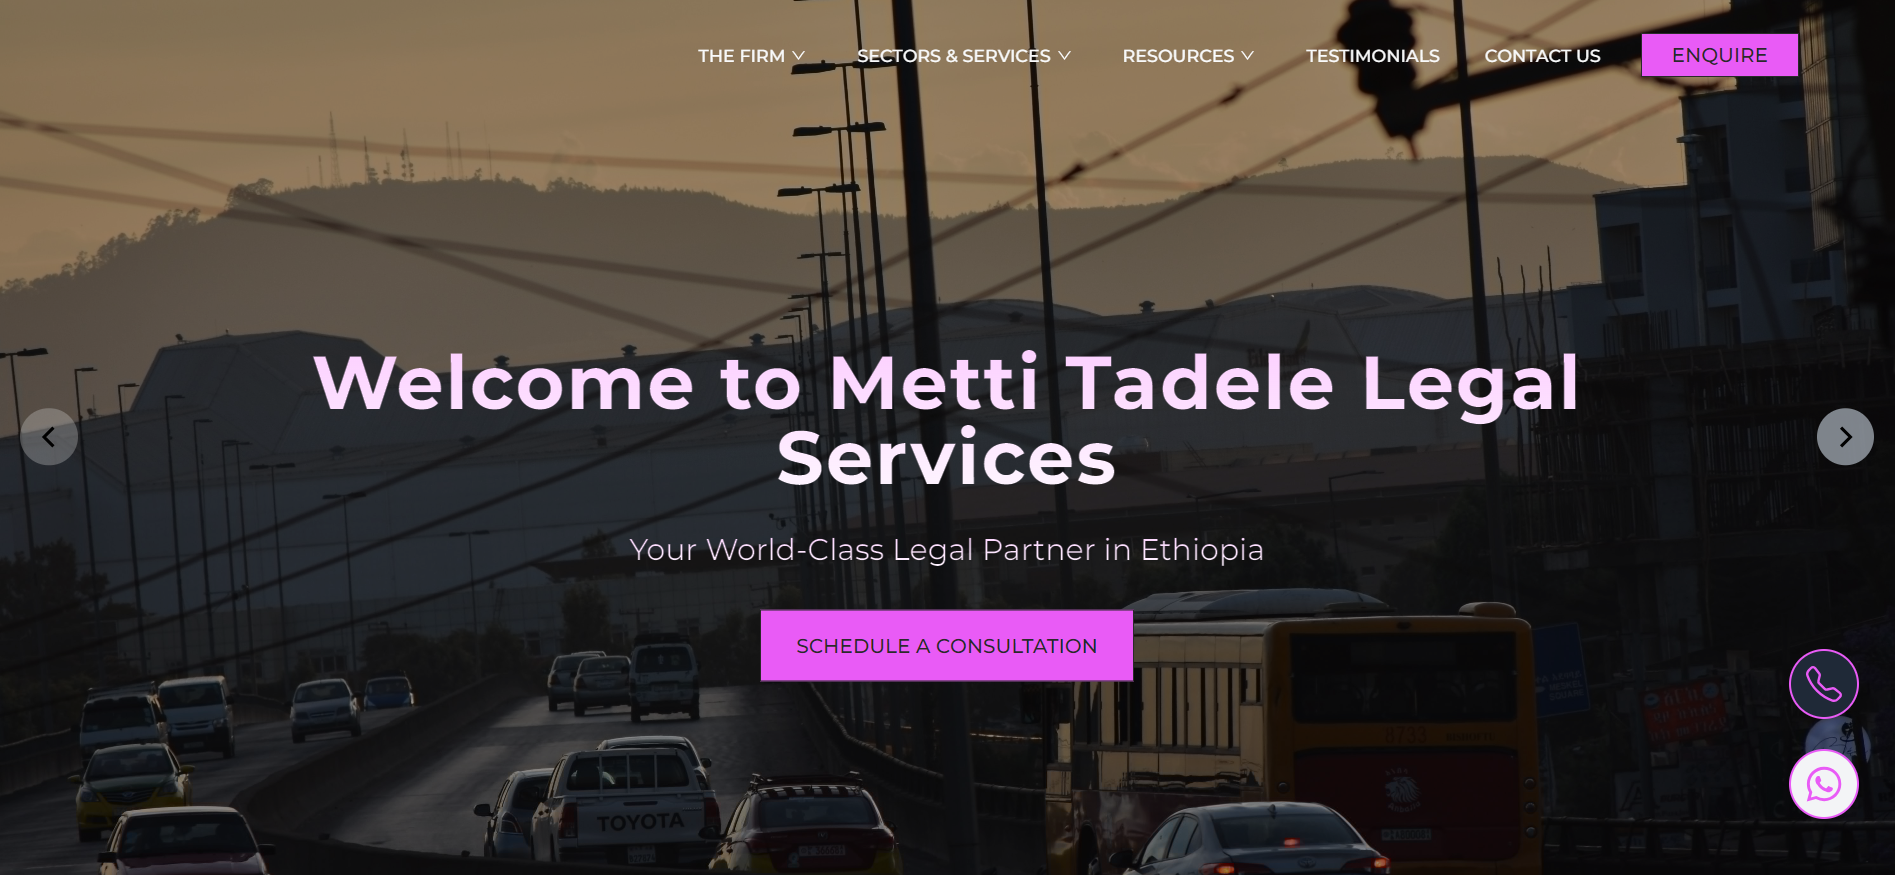 THE FIRM
SECTORS & SERVICES
RESOURCES
TESTIMONIALS
CONTACT US
ENQUIRE
Welcome to Metti Tadele Legal
Services
Your World-Class Legal Partner in Ethiopia
SCHEDULE A CONSULTATION
8733
TOYOTA